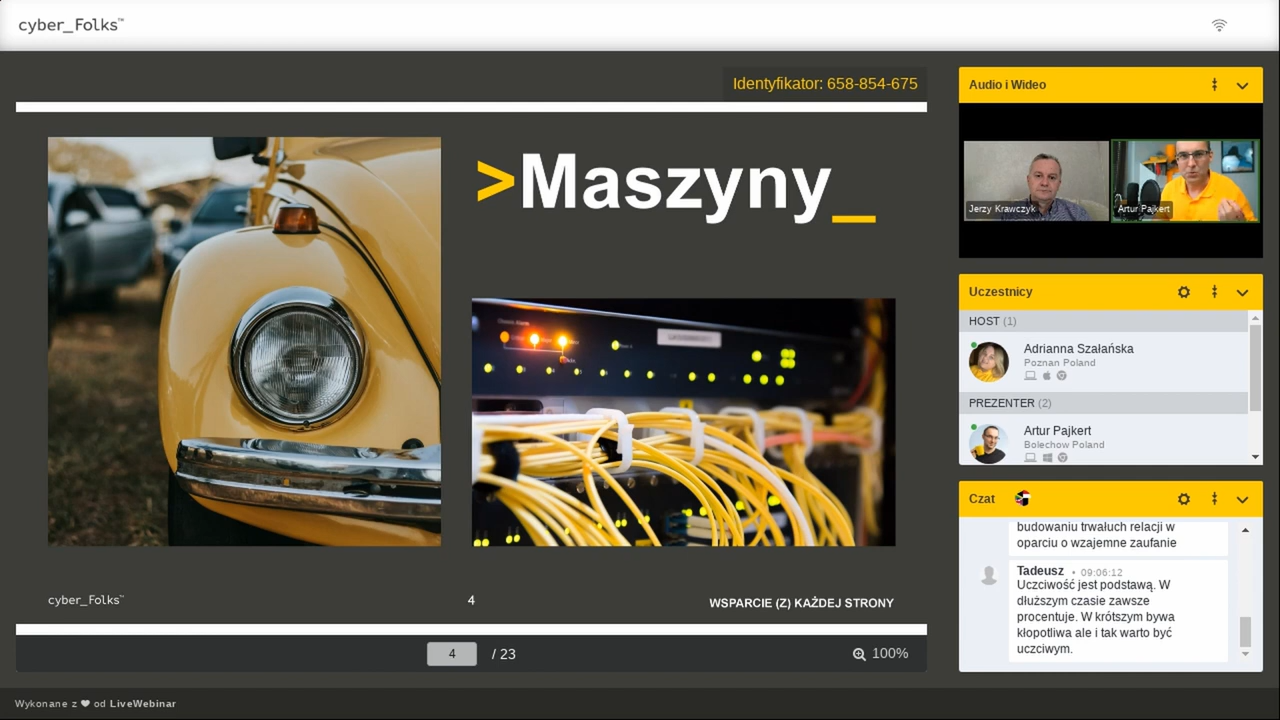 cyber_Folks™
Identyfikator: 658-854-675
>Maszyny_
cyber_Folks™
4
WSPARCIE (Z) KAŻDEJ STRONY
4 / 23
100%
Wykonane z od LiveWebinar
Audio i Wideo
Jerzy Krawczyk
Artur Pajkert
Uczestnicy
HOST (1)
Adrianna Szałańska
Poznan Poland
PREZENTER (2)
Artur Pajkert
Bolechow Poland
Czat
budowaniu trwałuch relacji w
oparciu o wzajemne zaufanie
Tadeusz • 09:06:12
Uczciwość jest podstawą. W
dłuższym czasie zawsze
procentuje. W krótszym bywa
kłopotliwa ale i tak warto być
uczciwym.